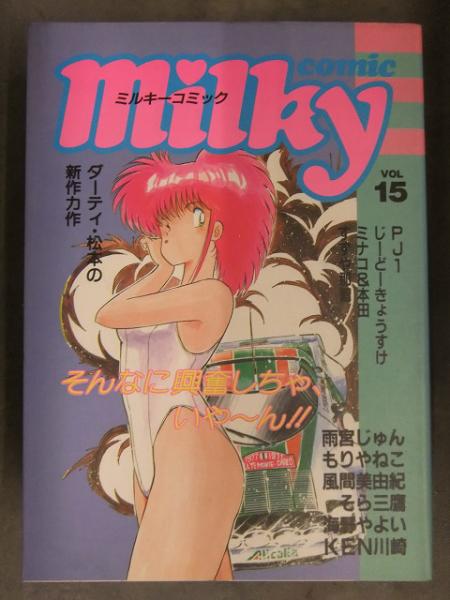 comic
milky
ミルキーコミック
VOL
15
ダーティ・松本の
新作力作
PJ1
じーどーきょうすけ
ミナコ&本田
そんなに興奮しちゃ、
いや〜ん!!
雨宮じゅん
もりやねこ
風間美由紀
そら三鷹
海野やよい
KEN川崎